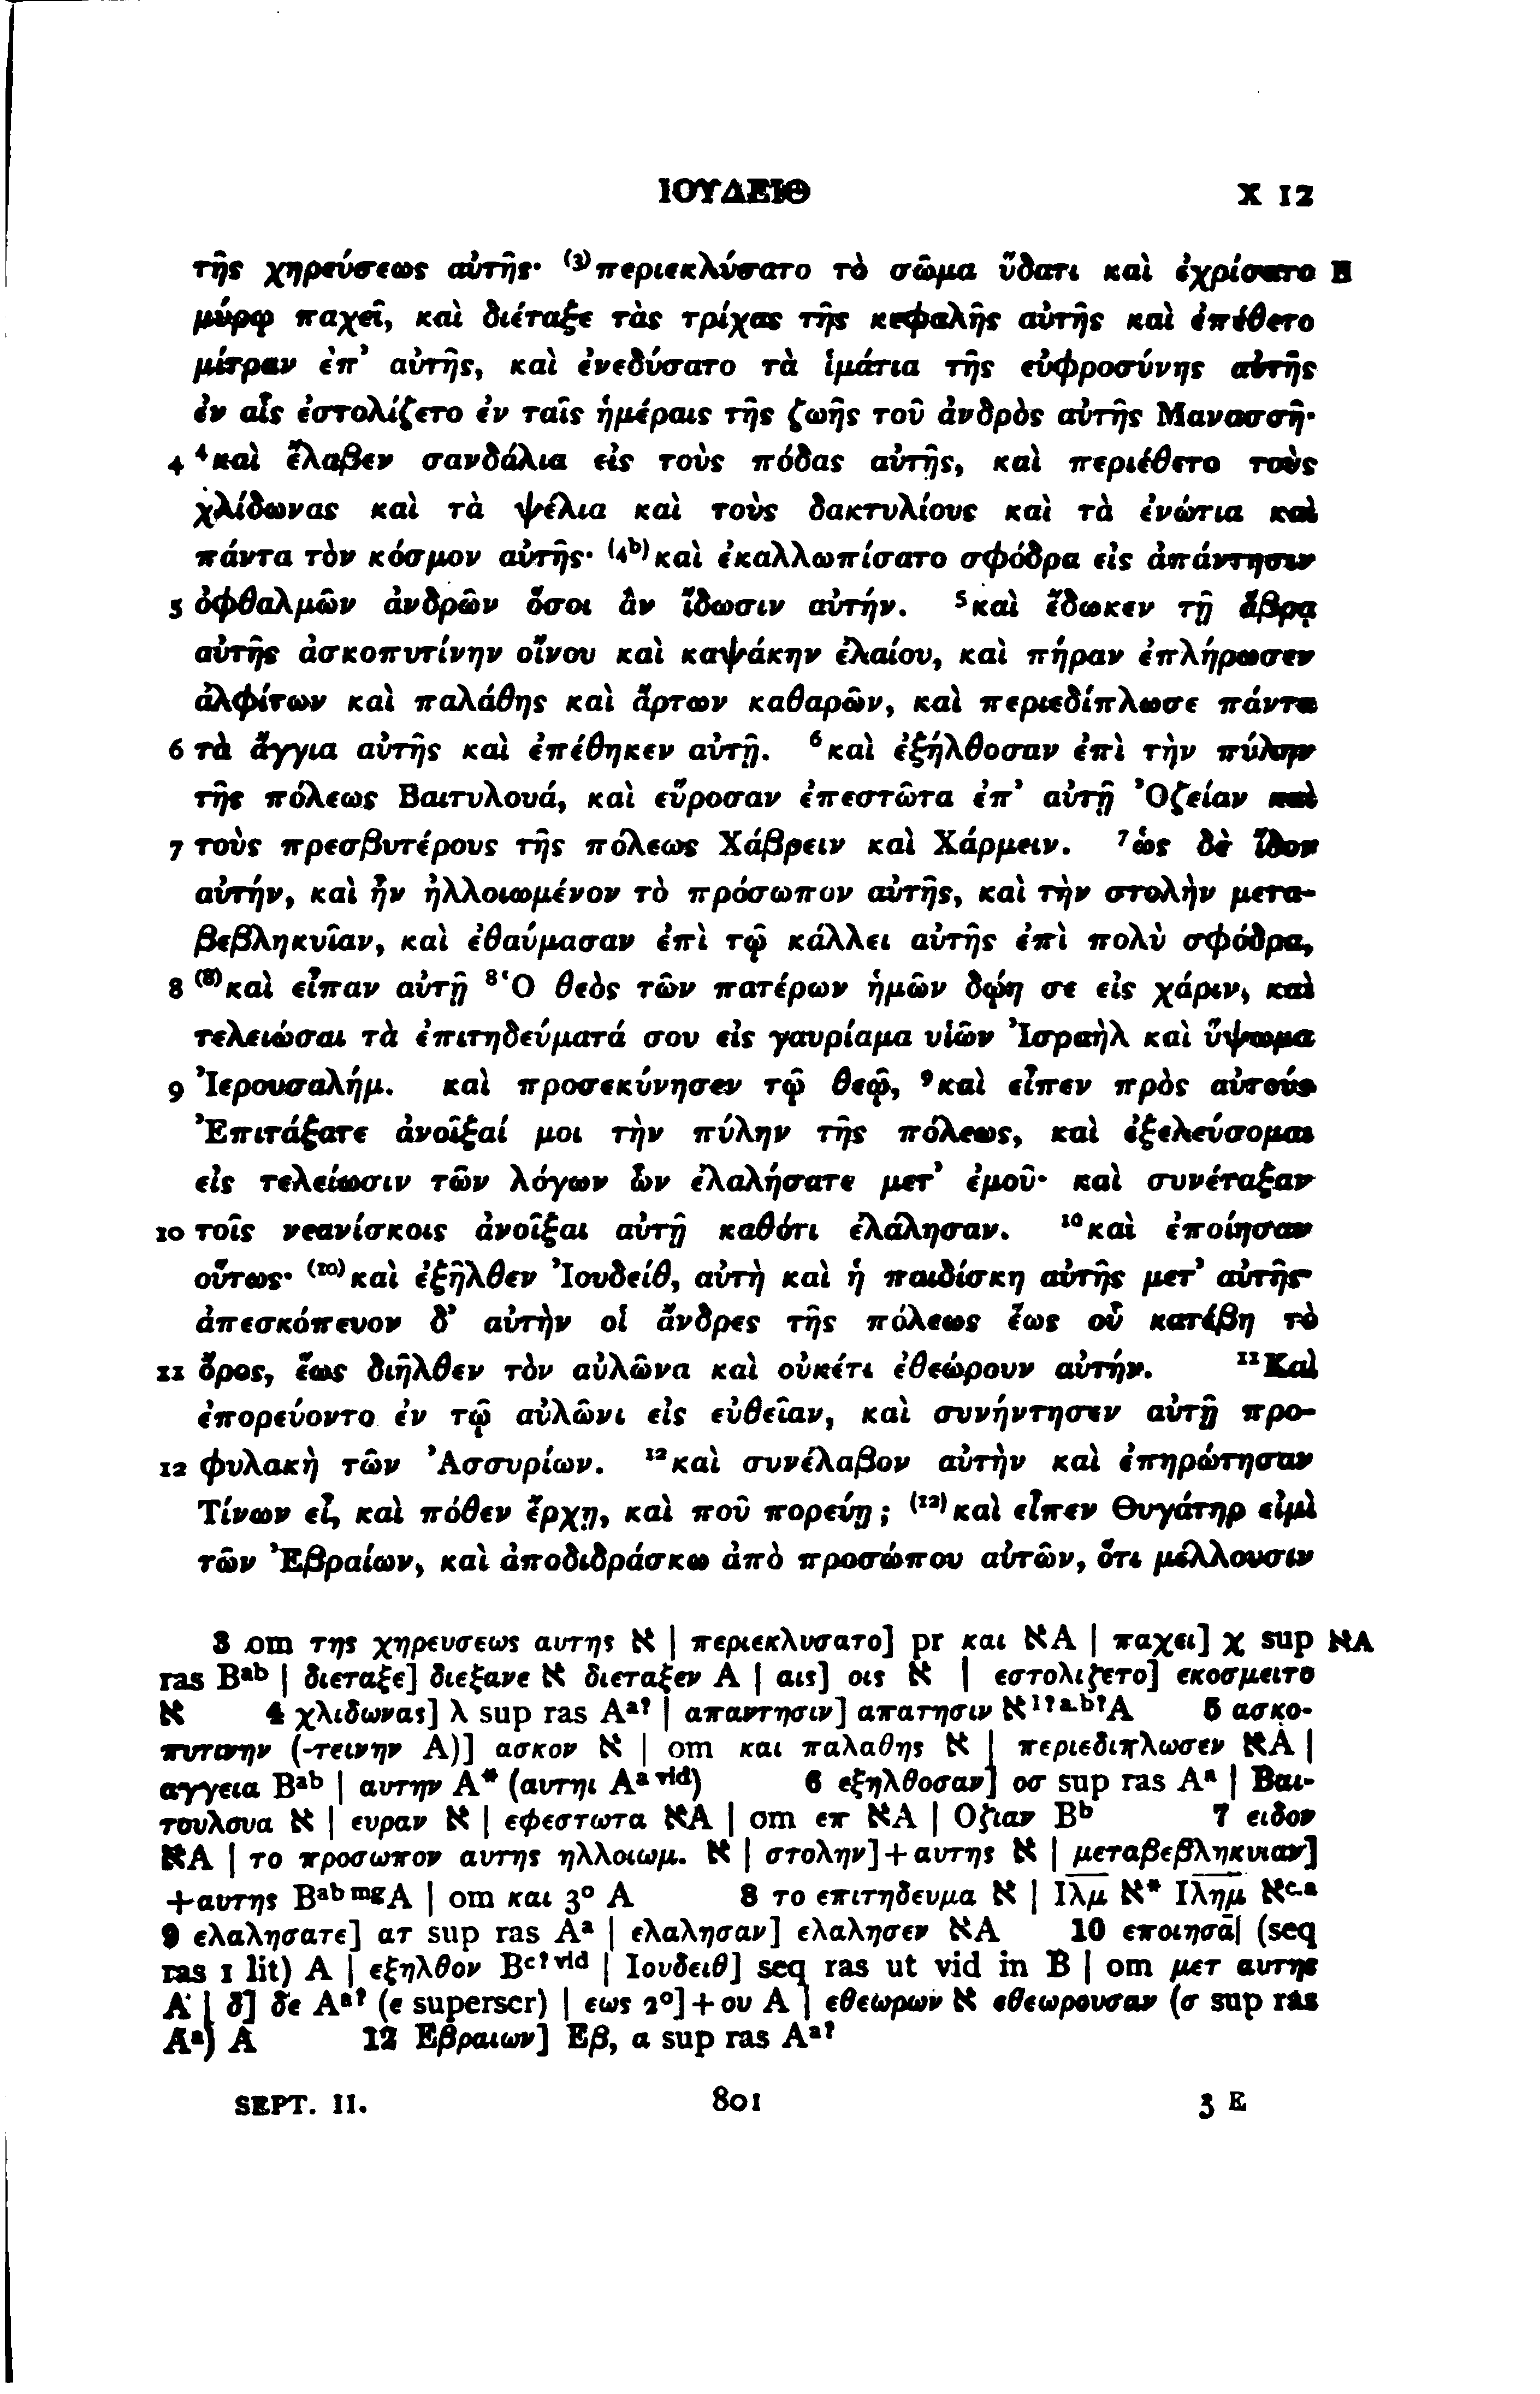 ΙΟΥΔΕΙΘ X 12
τῆς χηρεύσεως αὐτῆς· ⁽³⁾περιεκλύσατο τὸ σῶμα ὕδατι καὶ ἐχρίσατο B
μύρῳ παχεῖ, καὶ διέταξε τὰς τρίχας τῆς κεφαλῆς αὐτῆς καὶ ἐπέθετο
μίτραν ἐπ’ αὐτῆς, καὶ ἐνεδύσατο τὰ ἱμάτια τῆς εὐφροσύνης αὐτῆς
ἐν αἷς ἐστολίζετο ἐν ταῖς ἡμέραις τῆς ζωῆς τοῦ ἀνδρὸς αὐτῆς Μανασσῆ·
4 ⁴καὶ ἔλαβεν σανδάλια εἰς τοὺς πόδας αὐτῆς, καὶ περιέθετο τοὺς
χλίδωνας καὶ τὰ ψέλια καὶ τοὺς δακτυλίους καὶ τὰ ἐνώτια καὶ
πάντα τὸν κόσμον αὐτῆς· ⁽⁴ᵇ⁾καὶ ἐκαλλωπίσατο σφόδρα εἰς ἀπάντησιν
5 ὀφθαλμῶν ἀνδρῶν ὅσοι ἂν ἴδωσιν αὐτήν. ⁵καὶ ἔδωκεν τῇ ἅβρᾳ
αὐτῆς ἀσκοπυτίνην οἴνου καὶ καψάκην ἐλαίου, καὶ πήραν ἐπλήρωσεν
ἀλφίτων καὶ παλάθης καὶ ἄρτων καθαρῶν, καὶ περιεδίπλωσε πάντα
6 τὰ ἄγγια αὐτῆς καὶ ἐπέθηκεν αὐτῇ. ⁶καὶ ἐξήλθοσαν ἐπὶ τὴν πύλην
τῆς πόλεως Βαιτυλουά, καὶ εὕροσαν ἐπεστῶτα ἐπ’ αὐτῇ Ὀζείαν καὶ
7 τοὺς πρεσβυτέρους τῆς πόλεως Χάβρειν καὶ Χάρμειν. ⁷ὡς δὲ ἴδον
αὐτήν, καὶ ἦν ἠλλοιωμένον τὸ πρόσωπον αὐτῆς, καὶ τὴν στολὴν μετα-
βεβληκυῖαν, καὶ ἐθαύμασαν ἐπὶ τῷ κάλλει αὐτῆς ἐπὶ πολὺ σφόδρα,
8 ⁽⁸⁾καὶ εἶπαν αὐτῇ ⁸Ὁ θεὸς τῶν πατέρων ἡμῶν δῴη σε εἰς χάριν, καὶ
τελειώσαι τὰ ἐπιτηδεύματά σου εἰς γαυρίαμα υἱῶν Ἰσραὴλ καὶ ὕψωμα
9 Ἰερουσαλήμ. καὶ προσεκύνησεν τῷ θεῷ, ⁹καὶ εἶπεν πρὸς αὐτούς
Ἐπιτάξατε ἀνοῖξαί μοι τὴν πύλην τῆς πόλεως, καὶ ἐξελεύσομαι
εἰς τελείωσιν τῶν λόγων ὧν ἐλαλήσατε μετ’ ἐμοῦ· καὶ συνέταξαν
10 τοῖς νεανίσκοις ἀνοῖξαι αὐτῇ καθότι ἐλάλησαν. ¹⁰καὶ ἐποίησαν
οὕτως· ⁽¹⁰⁾καὶ ἐξῆλθεν Ἰουδείθ, αὐτὴ καὶ ἡ παιδίσκη αὐτῆς μετ’ αὐτῆς·
ἀπεσκόπευον δ’ αὐτὴν οἱ ἄνδρες τῆς πόλεως ἕως οὗ κατέβη τὸ
11 ὄρος, ἕως διῆλθεν τὸν αὐλῶνα καὶ οὐκέτι ἐθεώρουν αὐτήν. ¹¹Καὶ
ἐπορεύοντο ἐν τῷ αὐλῶνι εἰς εὐθεῖαν, καὶ συνήντησεν αὐτῇ προ-
12 φυλακὴ τῶν Ἀσσυρίων. ¹²καὶ συνέλαβον αὐτὴν καὶ ἐπηρώτησαν
Τίνων εἶ, καὶ πόθεν ἔρχῃ, καὶ ποῦ πορεύῃ; ⁽¹²⁾καὶ εἶπεν Θυγάτηρ εἰμὶ
τῶν Ἐβραίων, καὶ ἀποδιδράσκω ἀπὸ προσώπου αὐτῶν, ὅτι μέλλουσιν
3 om της χηρευσεως αυτης א | περιεκλυσατο] pr και אA | παχει] χ sup אA
ras Bᵃᵇ | διεταξε] διεξανε א διεταξεν A | αις] οις א | εστολιζετο] εκοσμειτο
א 4 χλιδωνας] λ sup ras Aᵃ? | απαντησιν] απατησιν א¹?ᵃ·ᵇ?A 5 ασκο-
πυτινην (-τεινην A)] ασκον א | om και παλαθης א | περιεδιπλωσεν אA |
αγγεια Bᵃᵇ | αυτην A* (αυτηι Aᵃ ᵛⁱᵈ) 6 εξηλθοσαν] οσ sup ras Aᵃ | Βαι-
τουλουα א | ευραν א | εφεστωτα אA | om επ אA | Οζιαν Bᵇ 7 ειδον
אA | το προσωπον αυτης ηλλοιωμ. א | στολην]+αυτης א | μεταβεβληκυιαν]
+αυτης Bᵃᵇ ᵐᵍA | om και 3° A 8 το επιτηδευμα א | Ιλμ א* Ιλημ אᶜ·ᵃ
9 ελαλησατε] ατ sup ras Aᵃ | ελαλησαν] ελαλησεν אA 10 εποιησᾱ| (seq
ras 1 lit) A | εξηλθον Bᶜ?ᵛⁱᵈ | Ιουδειθ] seq ras ut vid in B | om μετ αυτης
A | δ] δε Aᵃ? (ε superscr) | εως 2°]+ου A | εθεωρων א εθεωρουσαν (σ sup ras
Aᵃ) A 12 Εβραιων] Εβ, α sup ras Aᵃ?
SEPT. II. 801 3 E